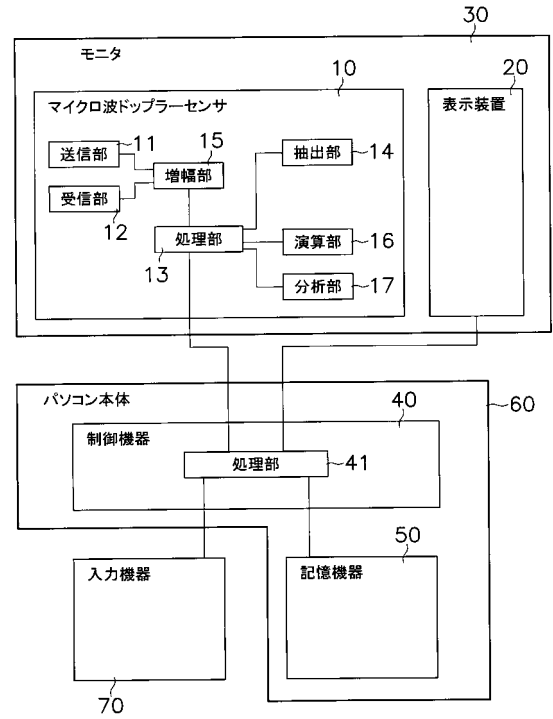 30
モニタ
10
20
マイクロ波ドップラーセンサ
表示装置
11
送信部
15
増幅部
抽出部
14
受信部
12
処理部
13
演算部
16
分析部
17
パソコン本体
60
40
制御機器
処理部
41
50
入力機器
記憶機器
70